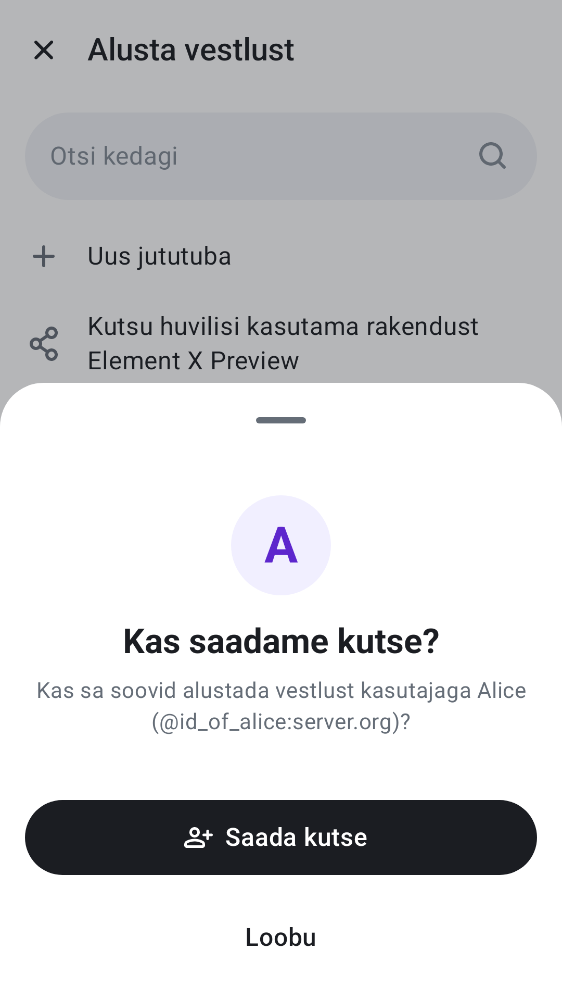 Alusta vestlust
Otsi kedagi
Uus jututuba
Kutsu huvilisi kasutama rakendust
Element X Preview
A
Kas saadame kutse?
Kas sa soovid alustada vestlust kasutajaga Alice
(@id_of_alice:server.org)?
Saada kutse
Loobu